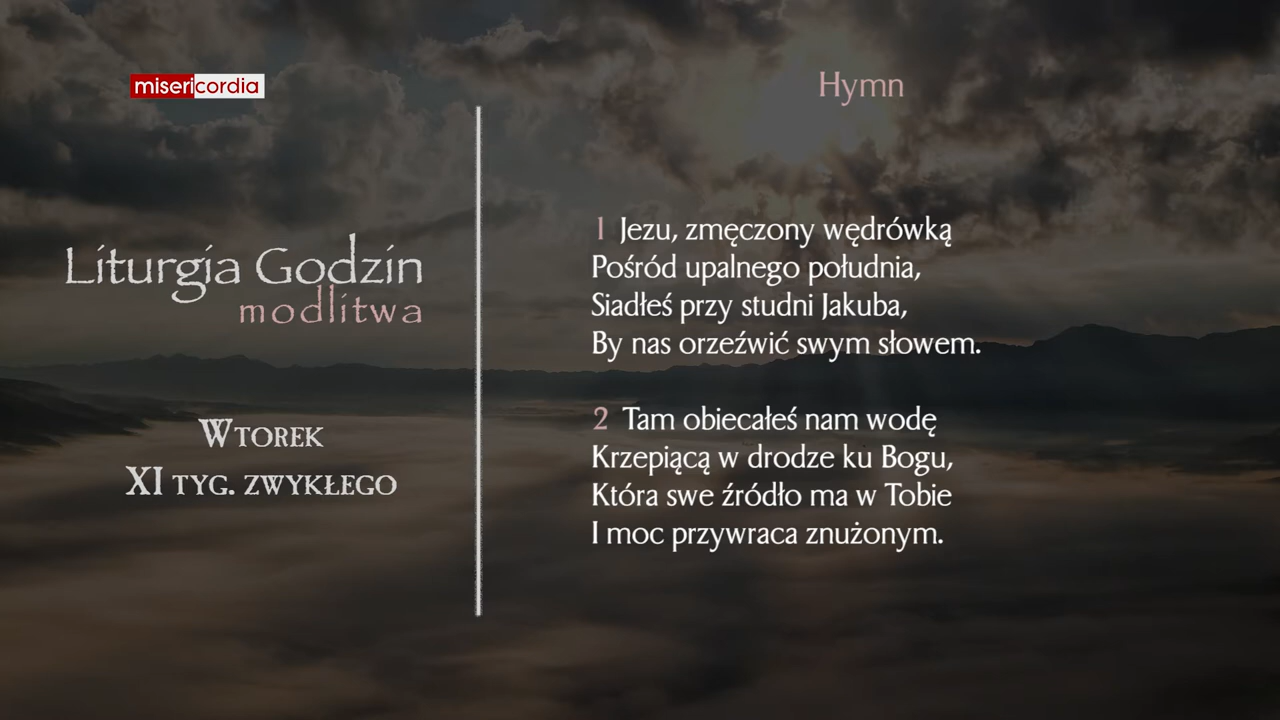 misericordia
Liturgia Godzin
modlitwa
Wtorek
XI tyg. zwykłego
Hymn
1 Jezu, zmęczony wędrówką
Pośród upalnego południa,
Siadłeś przy studni Jakuba,
By nas orzeźwić swym słowem.
2 Tam obiecałeś nam wodę
Krzepiącą w drodze ku Bogu,
Która swe źródło ma w Tobie
I moc przywraca znużonym.